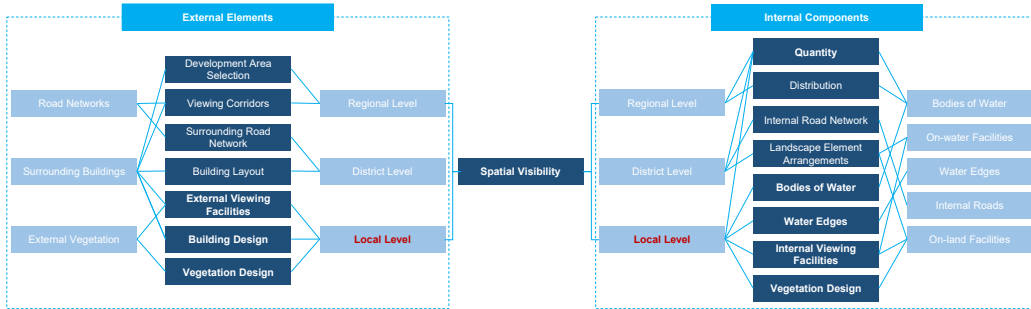 External Elements
Development Area
Selection
Road Networks
Viewing Corridors
Regional Level
Surrounding Road
Network
Surrounding Buildings
Building Layout
District Level
External Viewing
Facilities
External Vegetation
Building Design
Local Level
Vegetation Design
Spatial Visibility
Internal Components
Quantity
Distribution
Regional Level
Bodies of Water
Internal Road Network
On-water Facilities
Landscape Element
Arrangements
District Level
Water Edges
Bodies of Water
Internal Roads
Water Edges
Local Level
On-land Facilities
Internal Viewing
Facilities
Vegetation Design